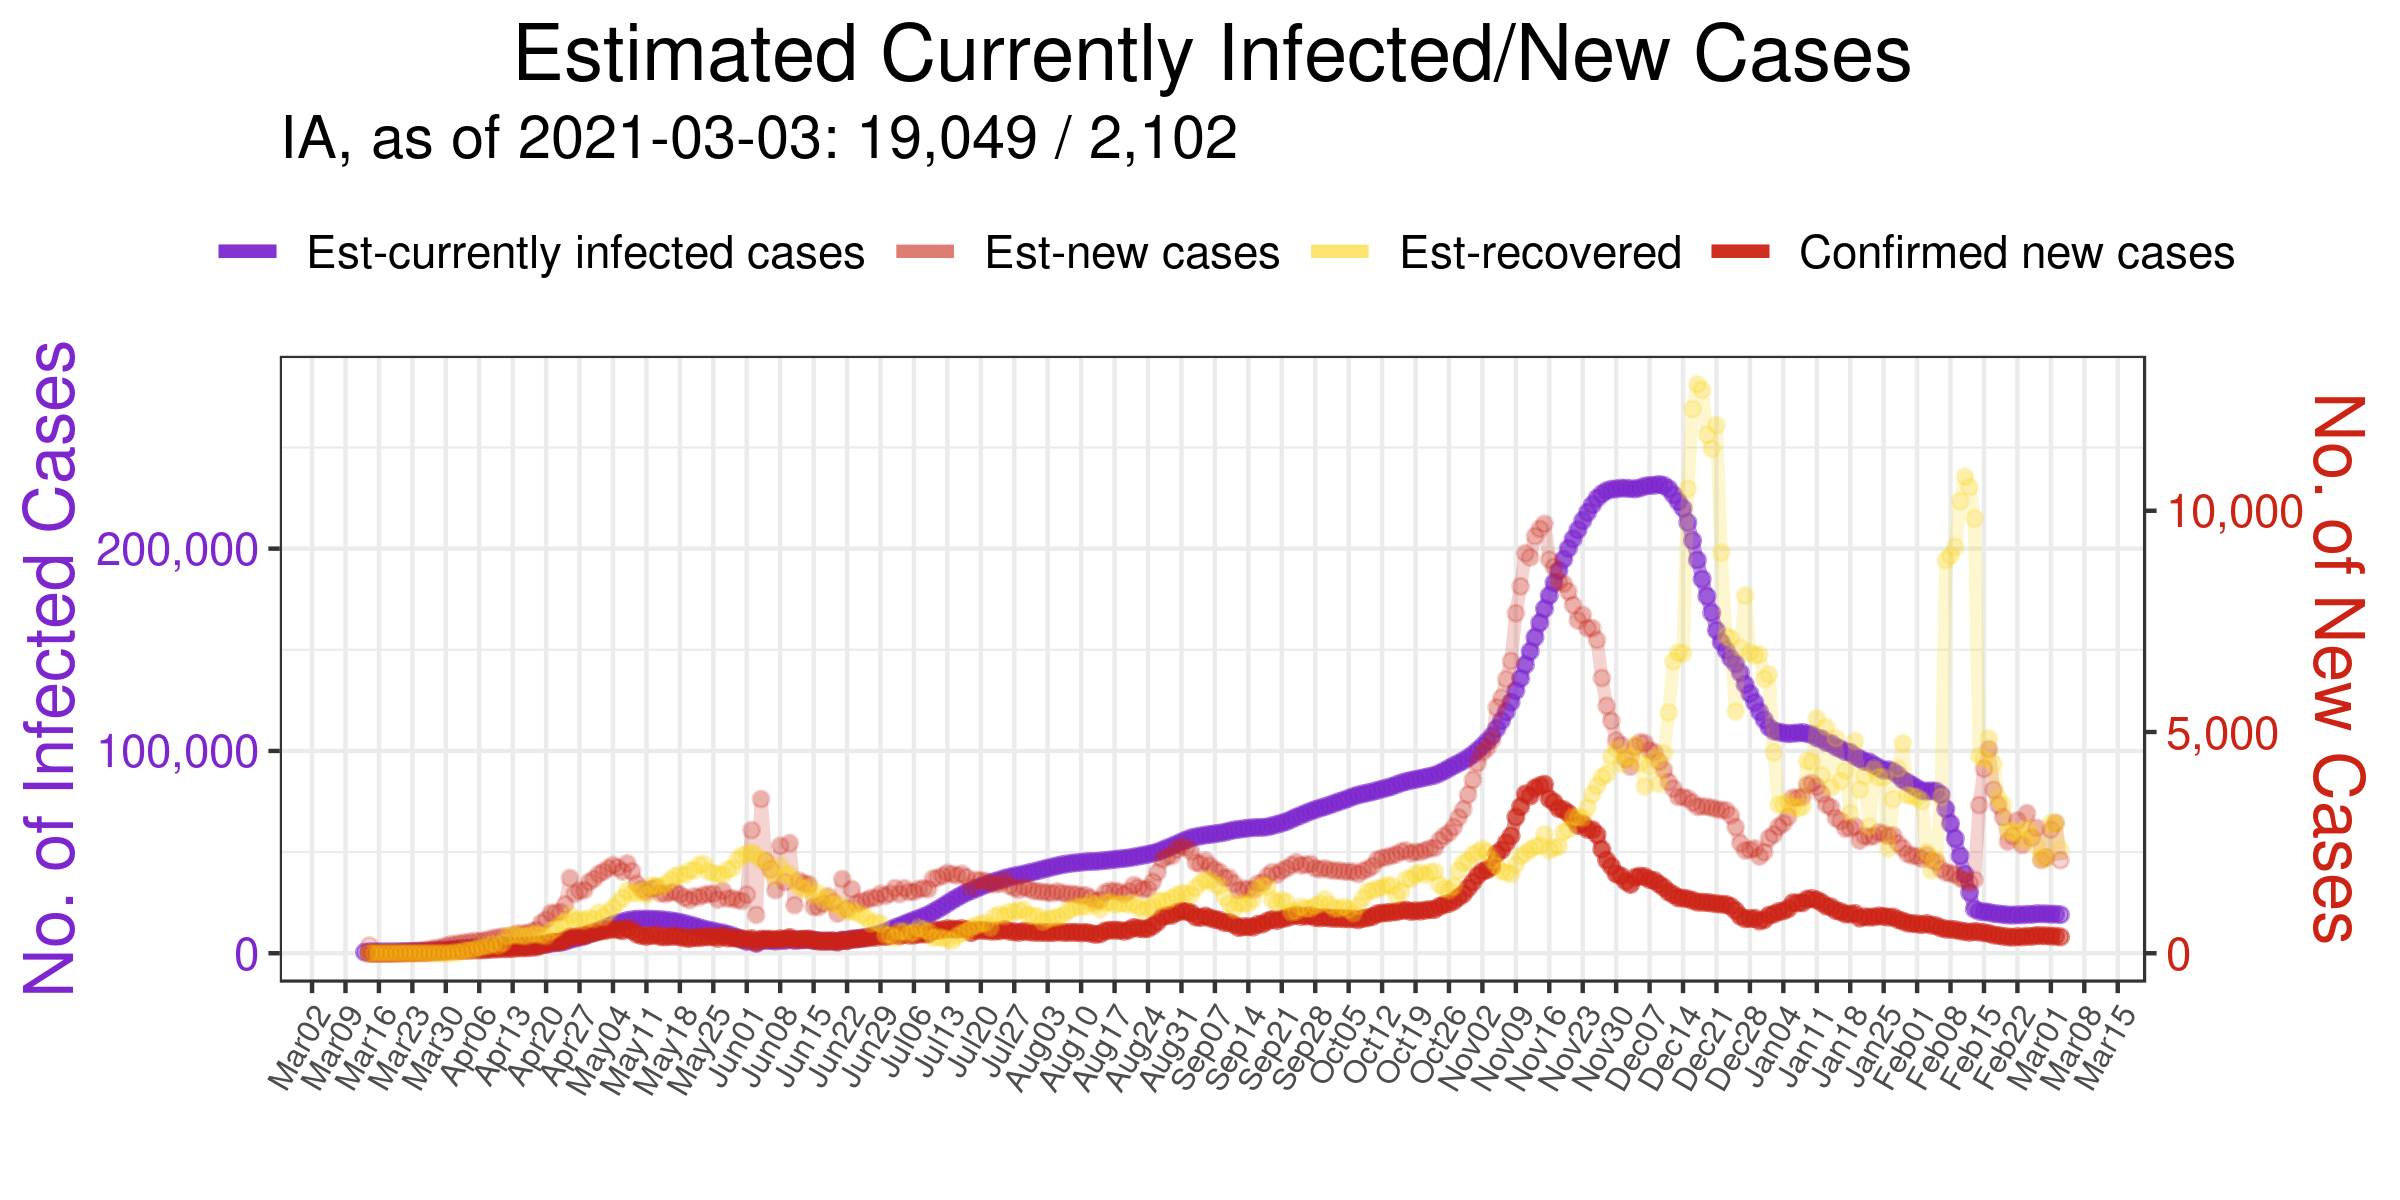 Estimated Currently Infected/New Cases
IA, as of 2021-03-03: 19,049 / 2,102
Est-currently infected cases Est-new cases Est-recovered Confirmed new cases
No. of Infected Cases
200,000
100,000
0
10,000
5,000
0
No. of New Cases
Mar02 Mar09 Mar16 Mar23 Mar30 Apr06 Apr13 Apr20 Apr27 May04 May11 May18 May25 Jun01 Jun08 Jun15 Jun22 Jun29 Jul06 Jul13 Jul20 Jul27 Aug03 Aug10 Aug17 Aug24 Aug31 Sep07 Sep14 Sep21 Sep28 Oct05 Oct12 Oct19 Oct26 Nov02 Nov09 Nov16 Nov23 Nov30 Dec07 Dec14 Dec21 Dec28 Jan04 Jan11 Jan18 Jan25 Feb01 Feb08 Feb15 Feb22 Mar01 Mar08 Mar15